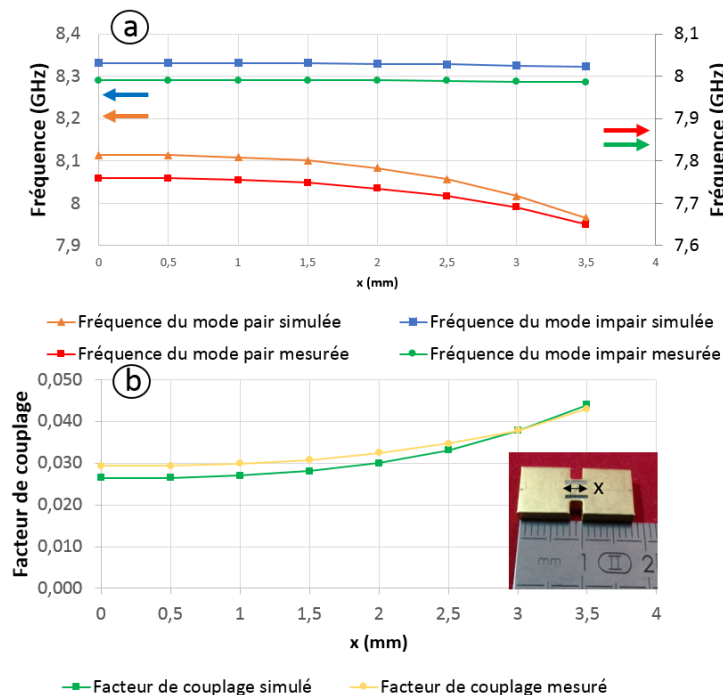 a
8,4
8,3
8,2
8,1
8
7,9
Fréquence (GHz)
8,1
8
7,9
7,8
7,7
7,6
Fréquence (GHz)
0 0,5 1 1,5 2 2,5 3 3,5 4
x (mm)
Fréquence du mode pair simulée Fréquence du mode impair simulée
Fréquence du mode pair mesurée Fréquence du mode impair mesurée
b
0,050
0,040
0,030
0,020
0,010
0,000
Facteur de couplage
X
mm 1 II 2
0 0,5 1 1,5 2 2,5 3 3,5 4
x (mm)
Facteur de couplage simulé Facteur de couplage mesuré